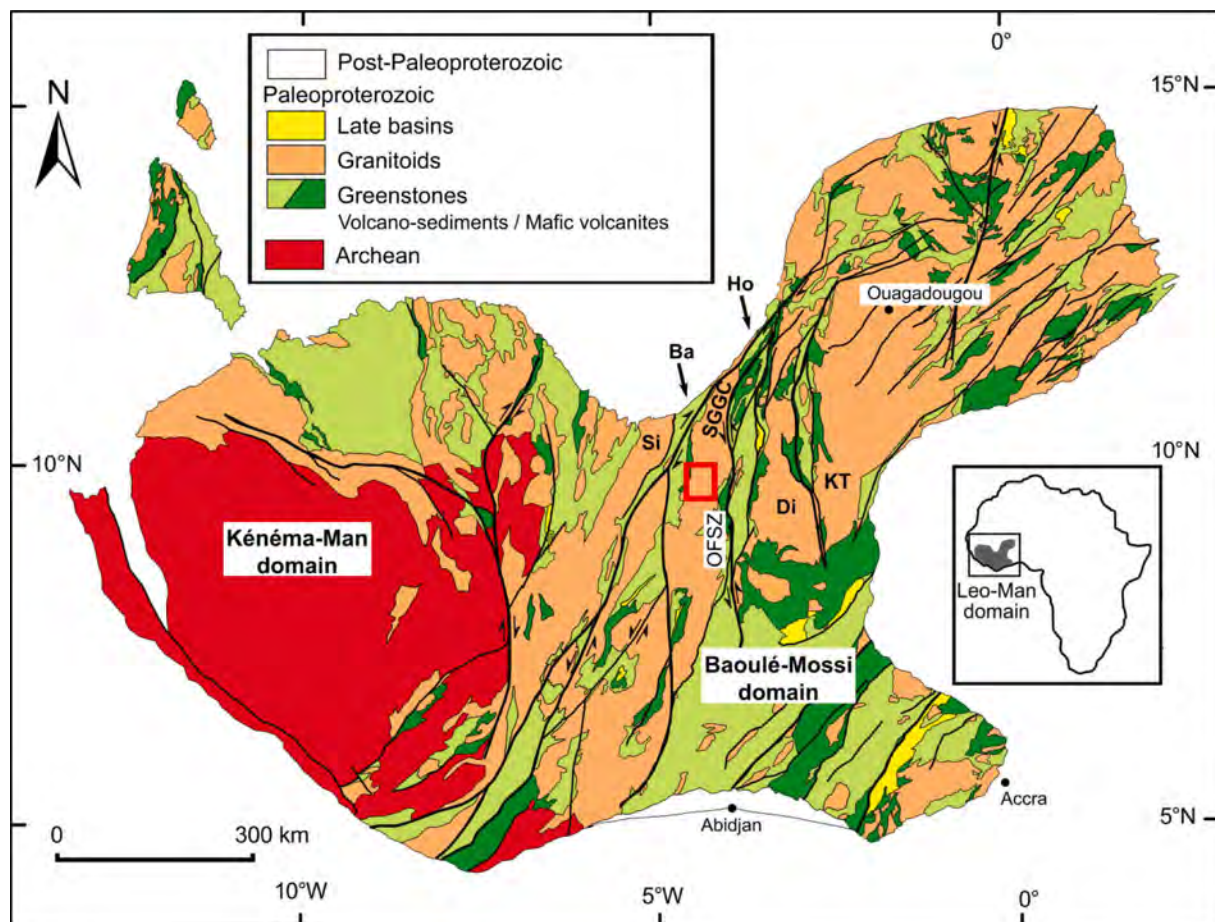 0°
N
15°N
Post-Paleoproterozoic
Paleoproterozoic
Late basins
Granitoids
Greenstones
Volcano-sediments / Mafic volcanites
Archean
Ho
Ouagadougou
Ba
SGGC
Si
10°N
10°N
KT
Di
OFSZ
Kénéma-Man
domain
Leo-Man
domain
Baoulé-Mossi
domain
Accra
0
300 km
Abidjan
5°N
10°W
5°W
0°